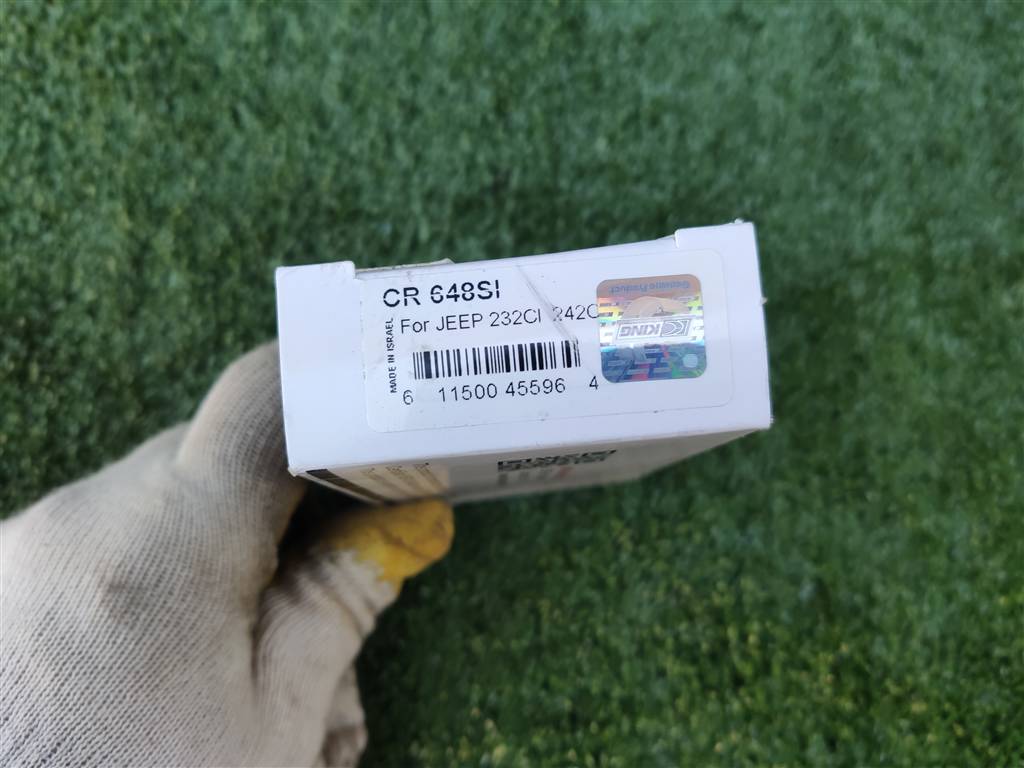 CR 648SI
For JEEP 232CI 242C
MADE IN ISRAEL
6 11500 45596 4
Genuine Product
KING